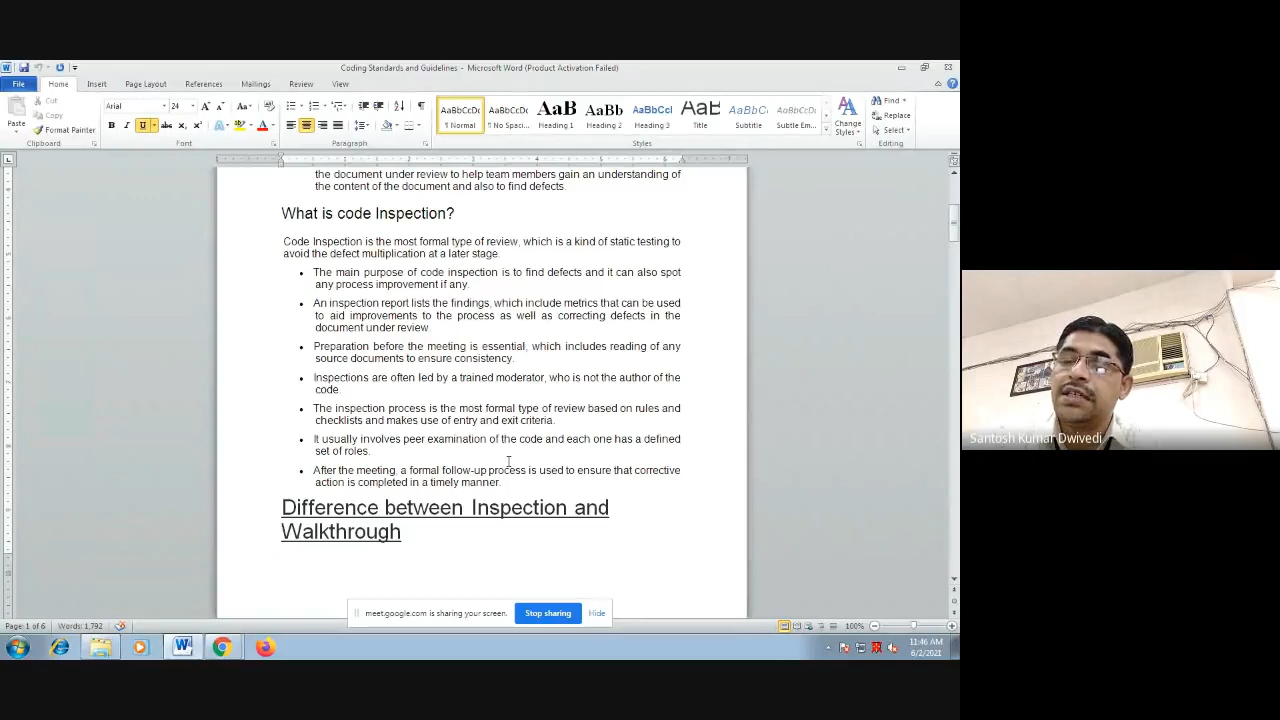 Coding Standards and Guidelines - Microsoft Word (Product Activation Failed)
File Home Insert Page Layout References Mailings Review View
Paste
Cut
Copy
Format Painter
Clipboard
Arial 24
Font
Paragraph
AaBbCcDc AaBbCcDc AaB AaBb AaBbCcI AaB AaBbCcI AaBbCcDc
¶ Normal ¶ No Spaci... Heading 1 Heading 2 Heading 3 Title Subtitle Subtle Em...
Change
Styles
Styles
Find
Replace
Select
Editing
the document under review to help team members gain an understanding of
the content of the document and also to find defects.
What is code Inspection?
Code Inspection is the most formal type of review, which is a kind of static testing to
avoid the defect multiplication at a later stage.
• The main purpose of code inspection is to find defects and it can also spot
any process improvement if any.
• An inspection report lists the findings, which include metrics that can be used
to aid improvements to the process as well as correcting defects in the
document under review.
• Preparation before the meeting is essential, which includes reading of any
source documents to ensure consistency.
• Inspections are often led by a trained moderator, who is not the author of the
code.
• The inspection process is the most formal type of review based on rules and
checklists and makes use of entry and exit criteria.
• It usually involves peer examination of the code and each one has a defined
set of roles.
• After the meeting, a formal follow-up process is used to ensure that corrective
action is completed in a timely manner.
Difference between Inspection and
Walkthrough
meet.google.com is sharing your screen. Stop sharing Hide
Page: 1 of 6 Words: 1,792 100%
11:46 AM
6/2/2021
Santosh Kumar Dwivedi